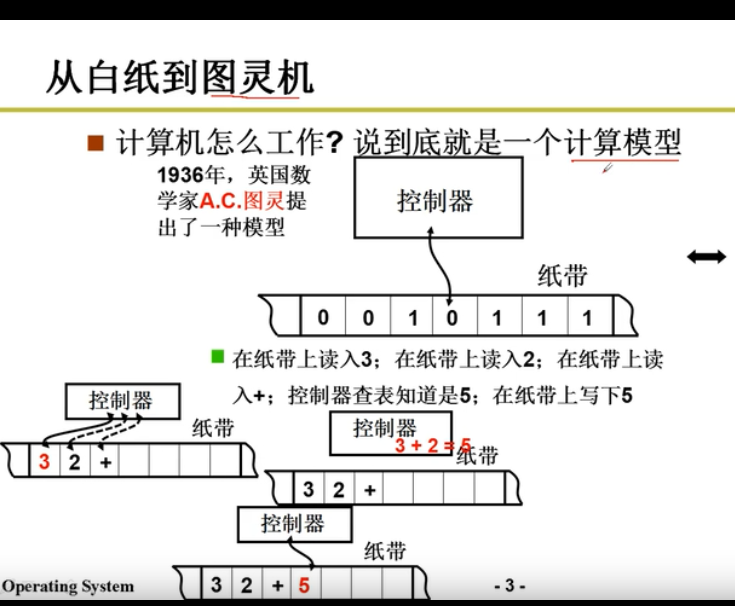 从白纸到图灵机
计算机怎么工作? 说到底就是一个计算模型
1936年，英国数
学家A.C.图灵提
出了一种模型
控制器
纸带
0 0 1 0 1 1 1
在纸带上读入3；在纸带上读入2；在纸带上读
入+；控制器查表知道是5；在纸带上写下5
控制器
纸带
3 2 +
控制器
3 + 2 = 5
纸带
3 2 +
控制器
纸带
3 2 + 5
Operating System
- 3 -